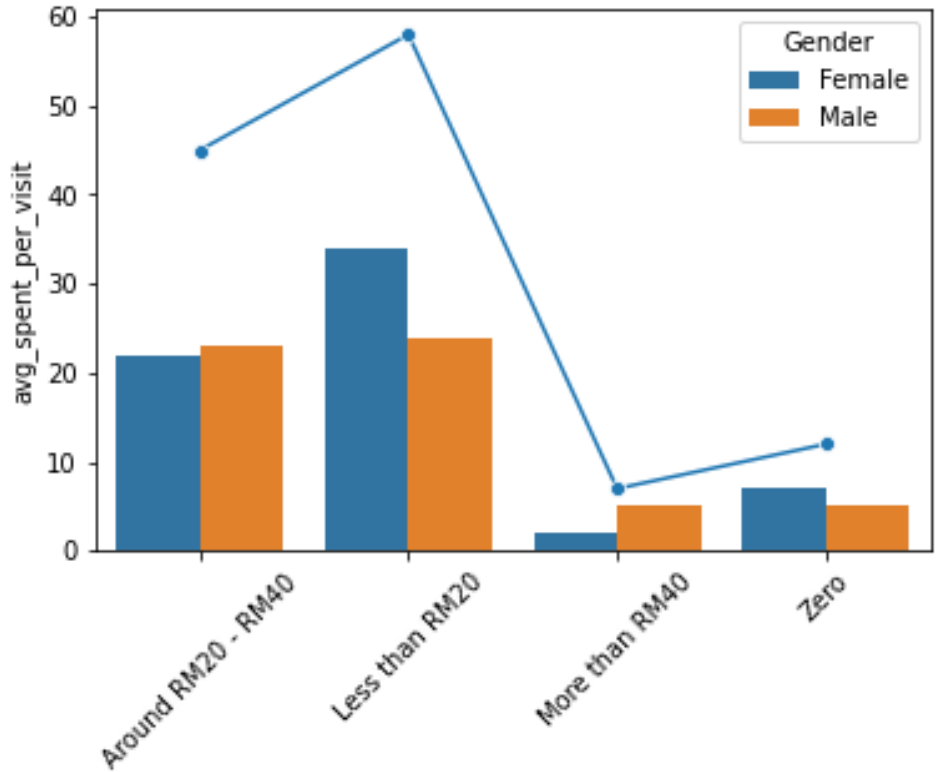 60
50
40
30
20
10
0
avg_spent_per_visit
Gender
Female
Male
Around RM20 - RM40
Less than RM20
More than RM40
Zero